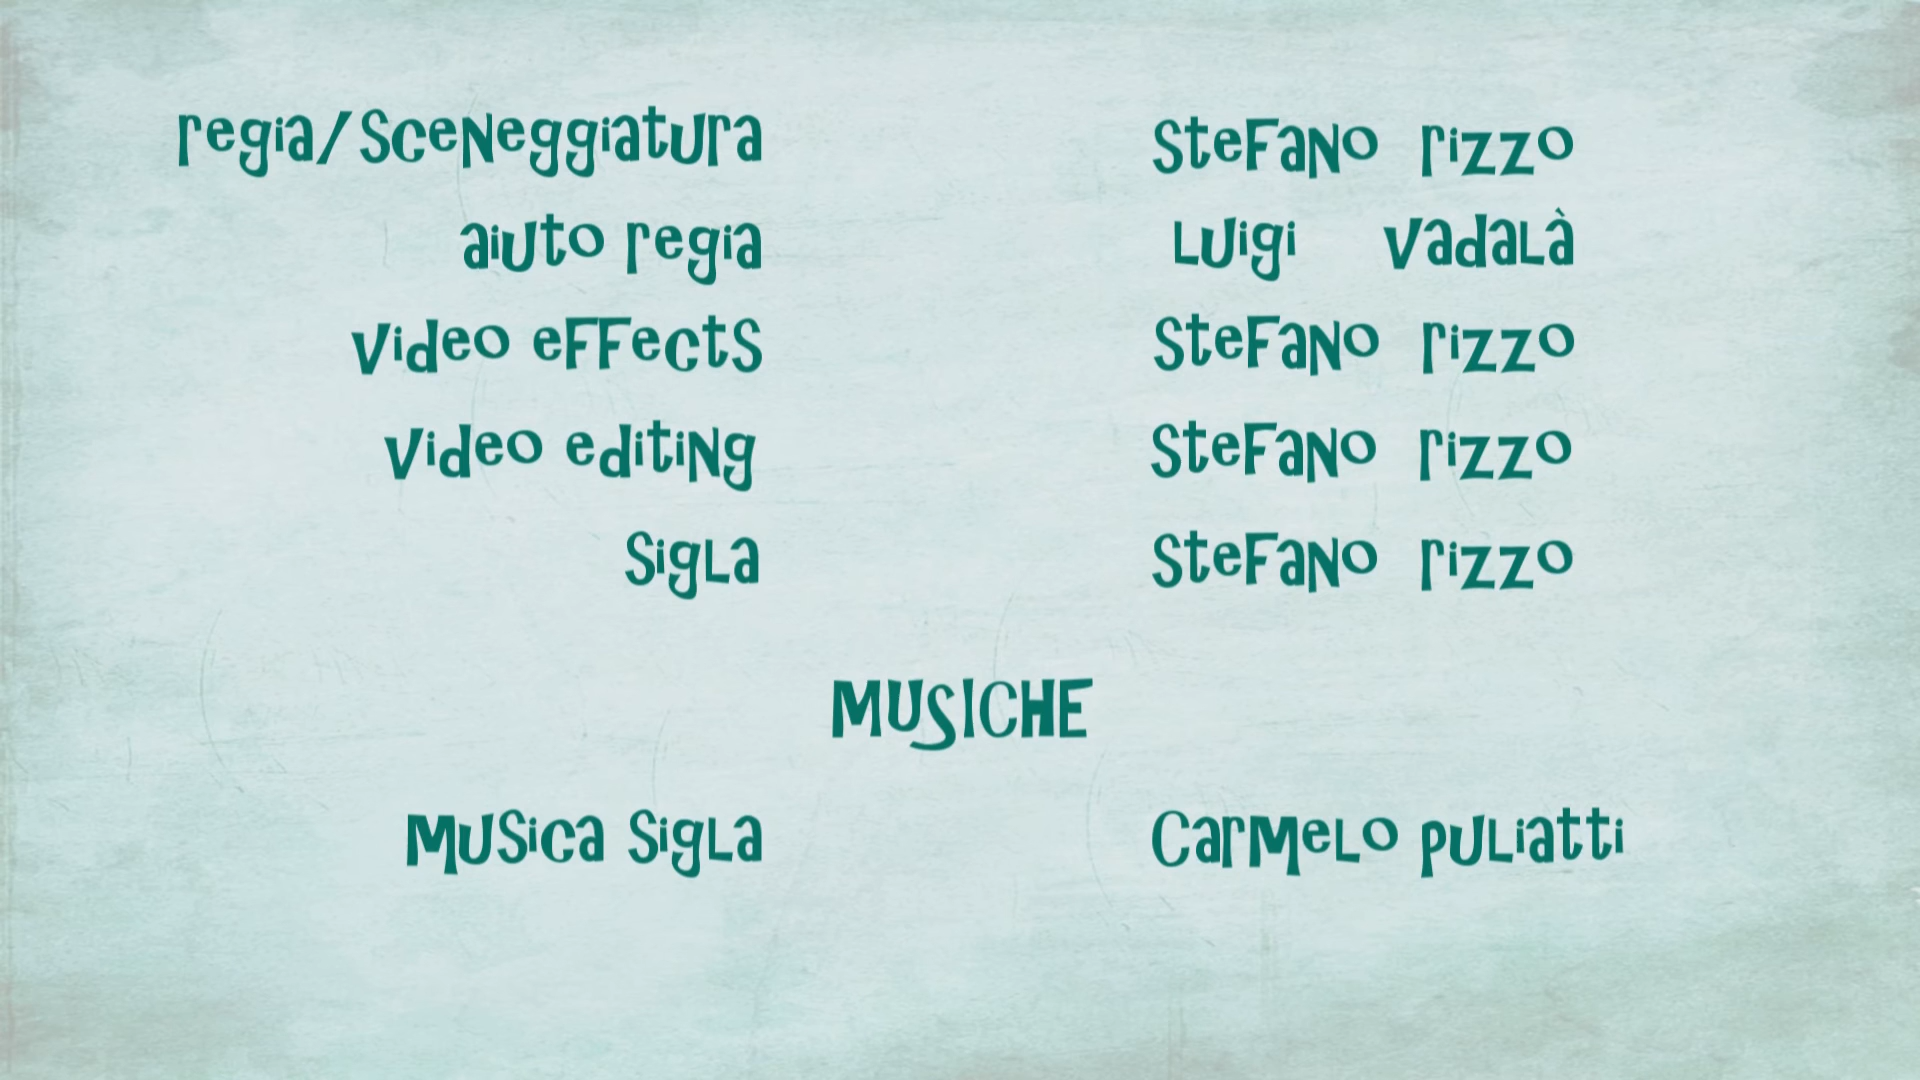 regia/sceneggiatura stefano rizzo
aiuto regia luigi vadalà
video effects stefano rizzo
video editing stefano rizzo
sigla stefano rizzo
MUSICHE
musica sigla carmelo puliatti